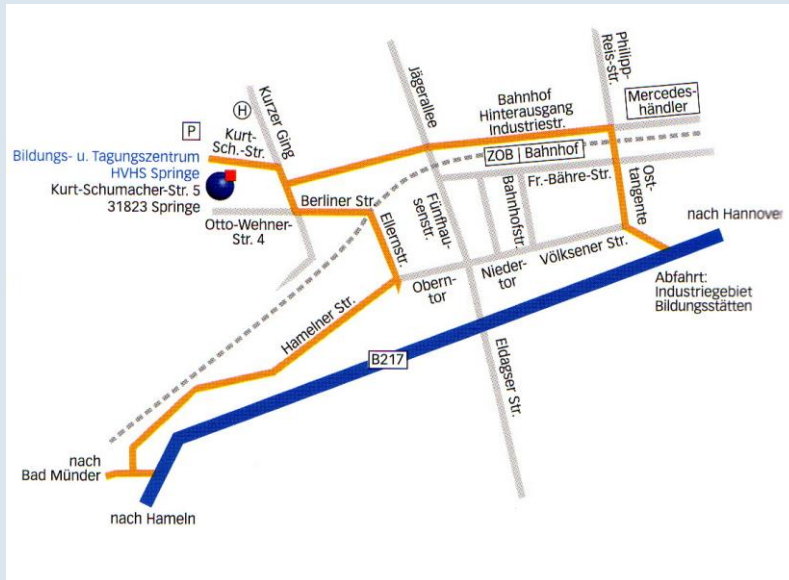 Philipp-
Reis-str.
Mercedes-
händler
Jägerallee
Bahnhof
Hinterausgang
Industriestr.
H
P
Kurzer Ging
Kurt-
Sch.-Str.
Bildungs- u. Tagungszentrum
HVHS Springe
Kurt-Schumacher-Str. 5
31823 Springe
ZOB | Bahnhof
Fr.-Bähre-Str.
Ost-
tangente
Berliner Str.
Otto-Wehner-
Str. 4
Ellernstr.
Fünfhau-
senstr.
Bahnhofstr.
nach Hannover
Obern-
tor
Nieder-
tor
Völksener Str.
Abfahrt:
Industriegebiet
Bildungsstätten
Hamelner Str.
B217
Eldagser Str.
nach
Bad Münder
nach Hameln